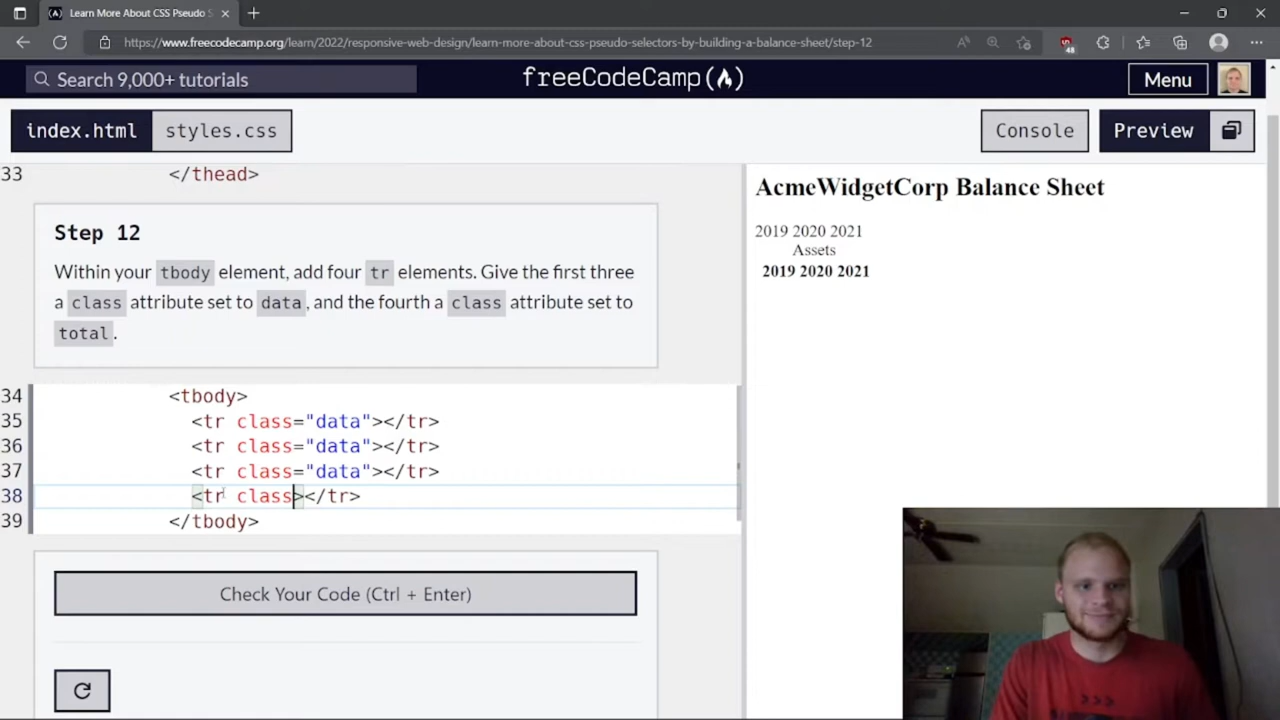 Learn More About CSS Pseudo S
https://www.freecodecamp.org/learn/2022/responsive-web-design/learn-more-about-css-pseudo-selectors-by-building-a-balance-sheet/step-12
48
Search 9,000+ tutorials
freeCodeCamp
Menu
index.html
styles.css
Console
Preview
33 </thead>
Step 12
Within your tbody element, add four tr elements. Give the first three
a class attribute set to data, and the fourth a class attribute set to
total.
34 <tbody>
35 <tr class="data"></tr>
36 <tr class="data"></tr>
37 <tr class="data"></tr>
38 <tr class></tr>
39 </tbody>
Check Your Code (Ctrl + Enter)
AcmeWidgetCorp Balance Sheet
2019 2020 2021
Assets
2019 2020 2021